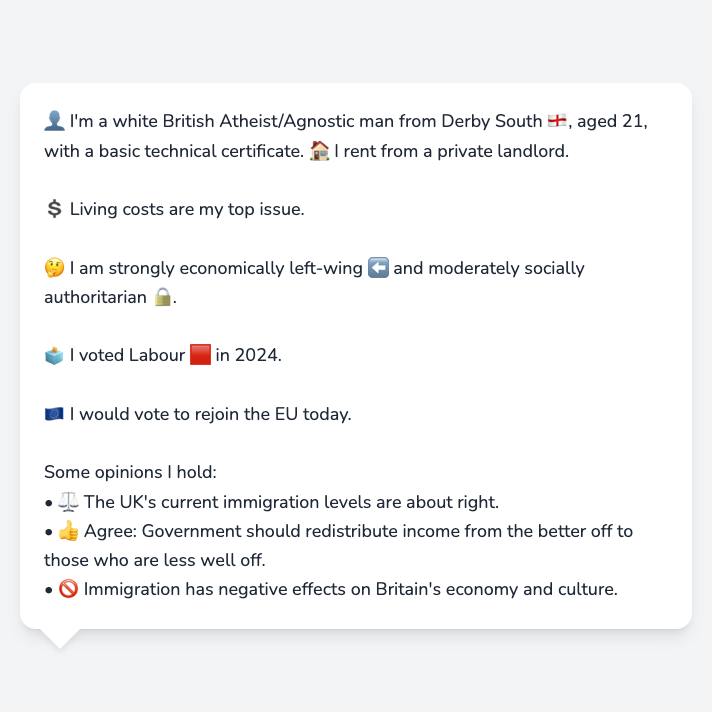 👤 I'm a white British Atheist/Agnostic man from Derby South 🏴󠁧󠁢󠁥󠁮󠁧󠁿, aged 21,
with a basic technical certificate. 🏠 I rent from a private landlord.
💲 Living costs are my top issue.
🤔 I am strongly economically left-wing ⬅️ and moderately socially
authoritarian 🔒.
🗳️ I voted Labour 🟥 in 2024.
🇪🇺 I would vote to rejoin the EU today.
Some opinions I hold:
• ⚖️ The UK's current immigration levels are about right.
• 👍 Agree: Government should redistribute income from the better off to
those who are less well off.
• 🚫 Immigration has negative effects on Britain's economy and culture.